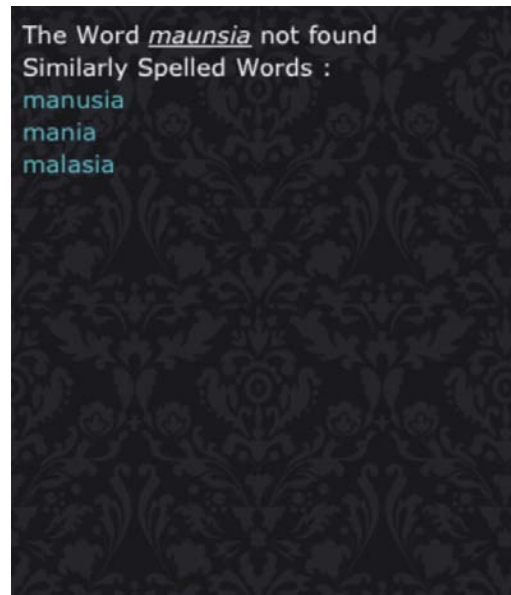 The Word maunsia not found
Similarly Spelled Words :
manusia
mania
malasia